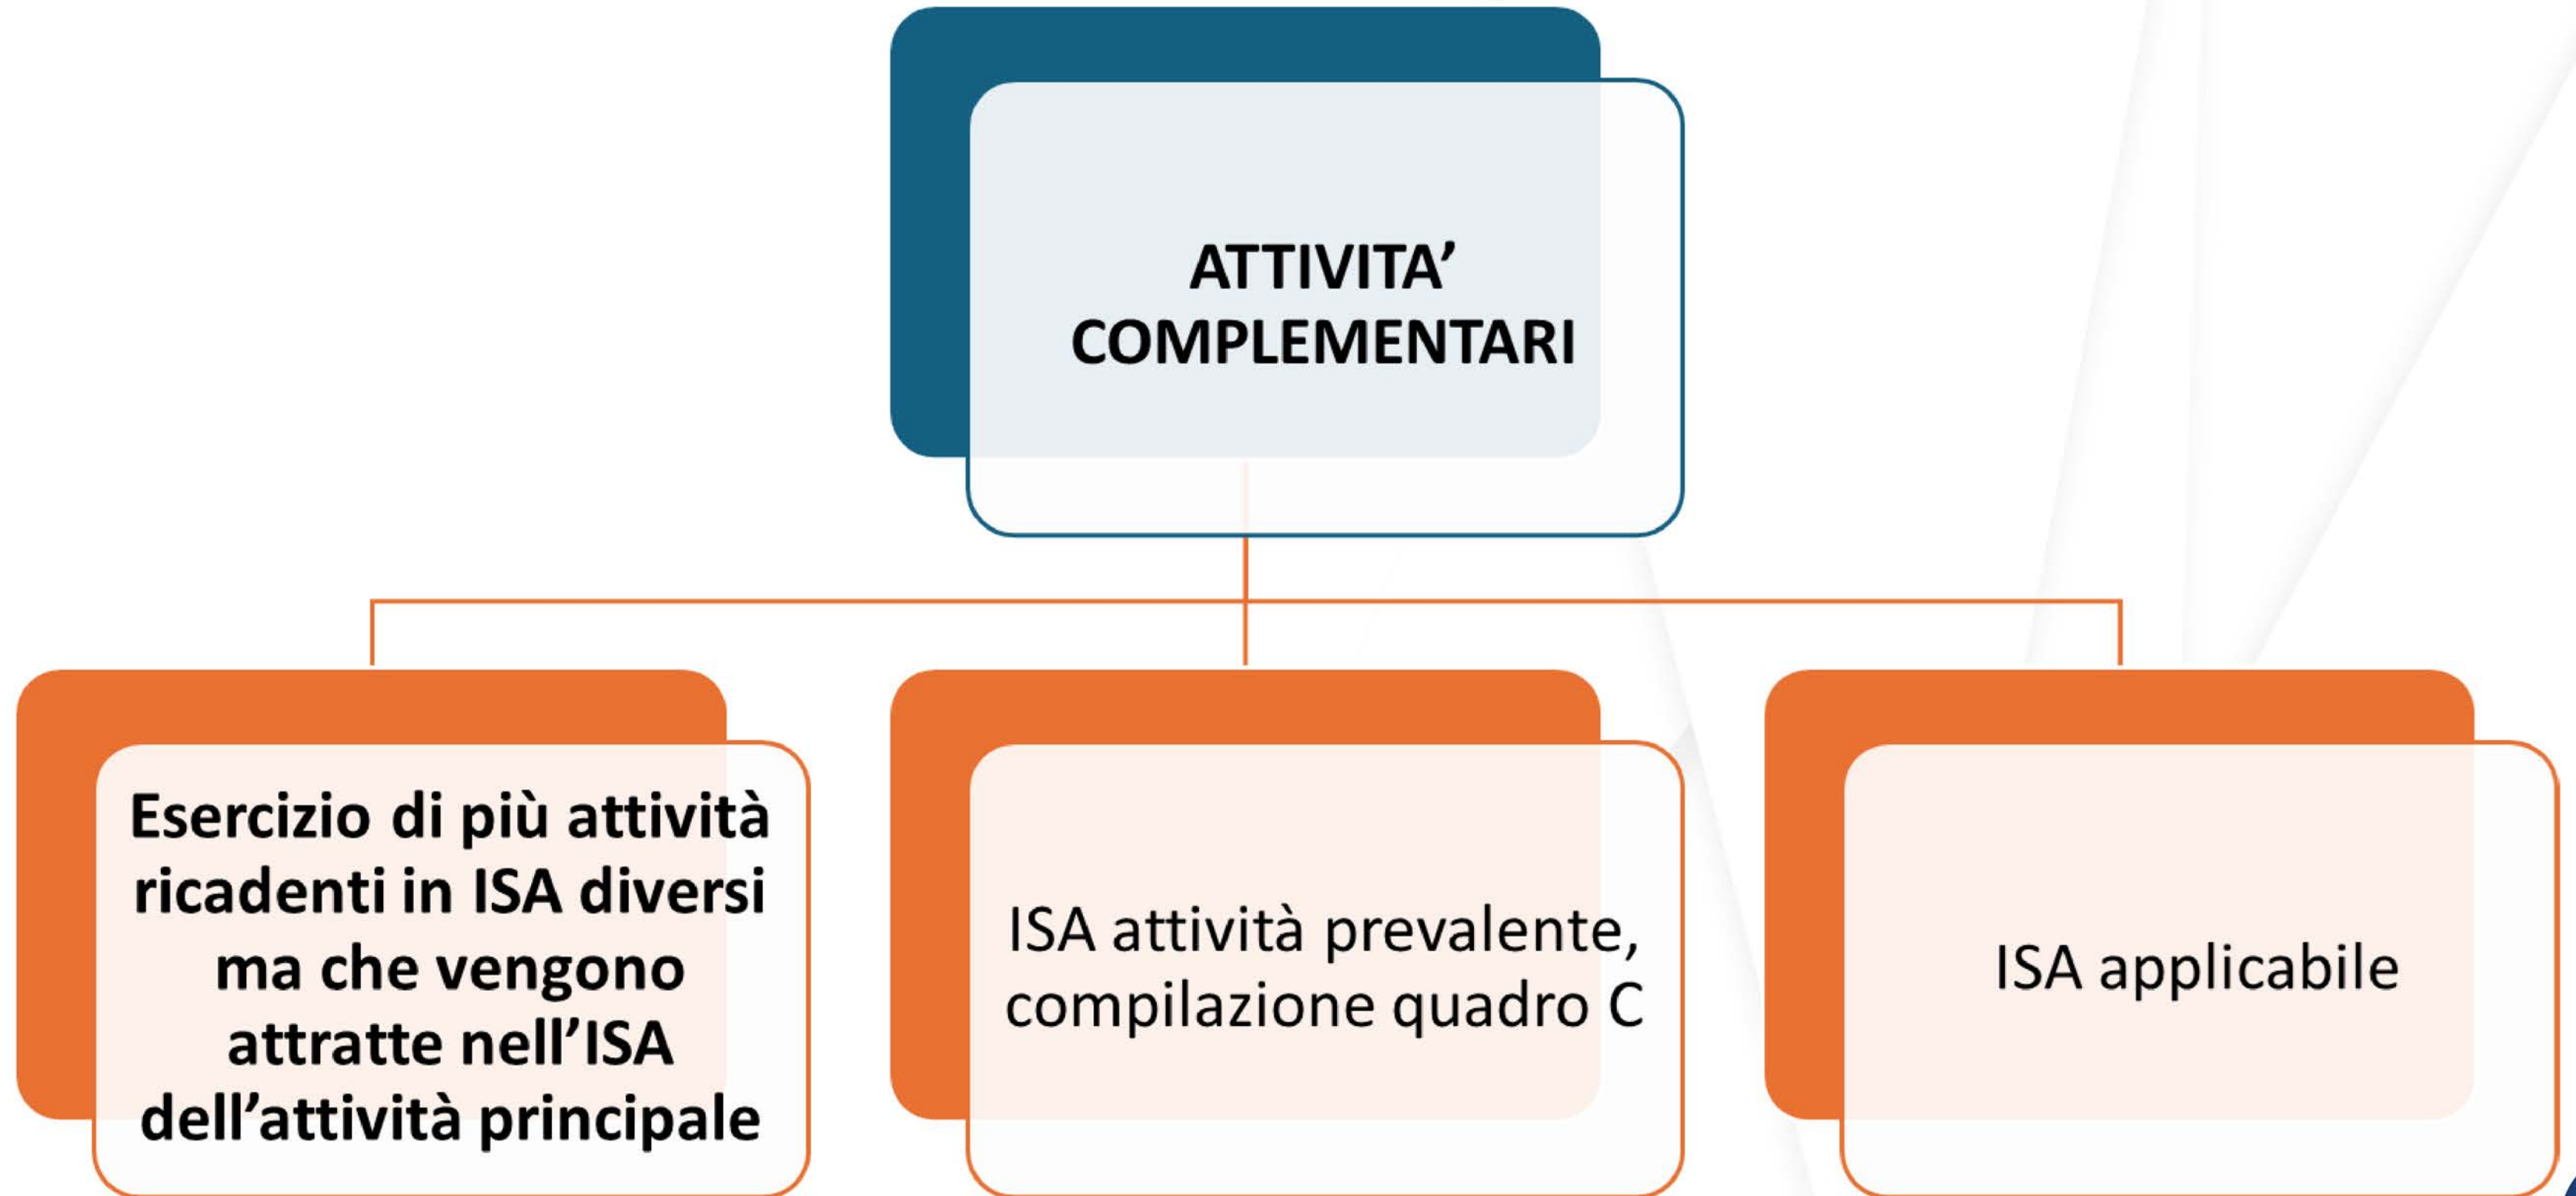 ATTIVITA’
COMPLEMENTARI
Esercizio di più attività
ricadenti in ISA diversi
ma che vengono
attratte nell’ISA
dell’attività principale
ISA attività prevalente,
compilazione quadro C
ISA applicabile